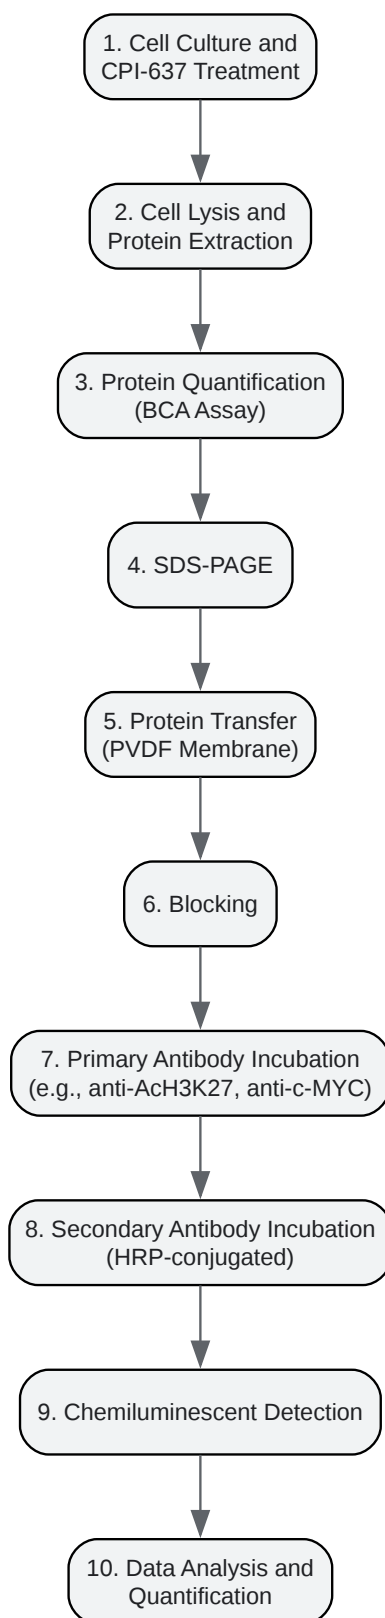 1. Cell Culture and
CPI-637 Treatment
2. Cell Lysis and
Protein Extraction
3. Protein Quantification
(BCA Assay)
4. SDS-PAGE
5. Protein Transfer
(PVDF Membrane)
6. Blocking
7. Primary Antibody Incubation
(e.g., anti-AcH3K27, anti-c-MYC)
8. Secondary Antibody Incubation
(HRP-conjugated)
9. Chemiluminescent Detection
10. Data Analysis and
Quantification